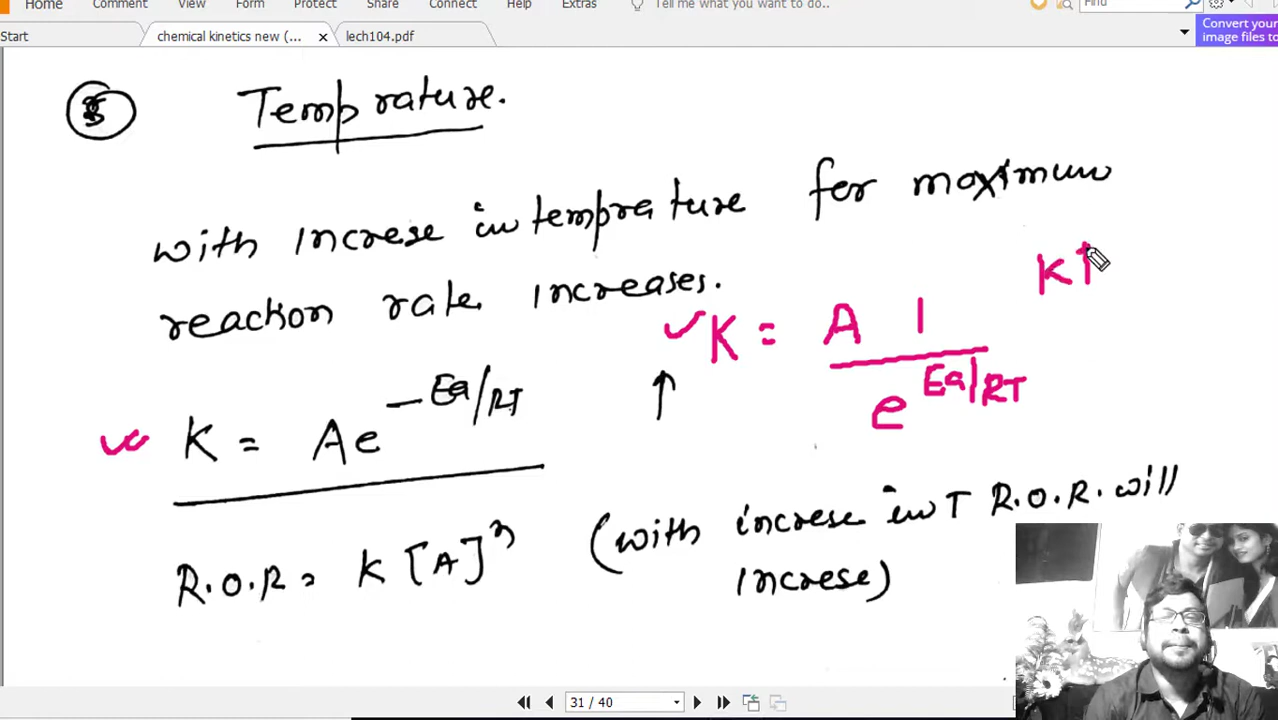 Home Comment View Form Protect Share Connect Help Extras Tell me what you want to do... Find
Start chemical kinetics new (... x lech104.pdf
Convert your
image files to
Temprature.
with increse in temprature for maximum
reaction rate increases.
K↑
K = A 1
e^Ea/RT
↑
K = Ae^-Ea/RT
R.O.R = K [A]^n (with increse in T R.O.R. will
increse)
31 / 40